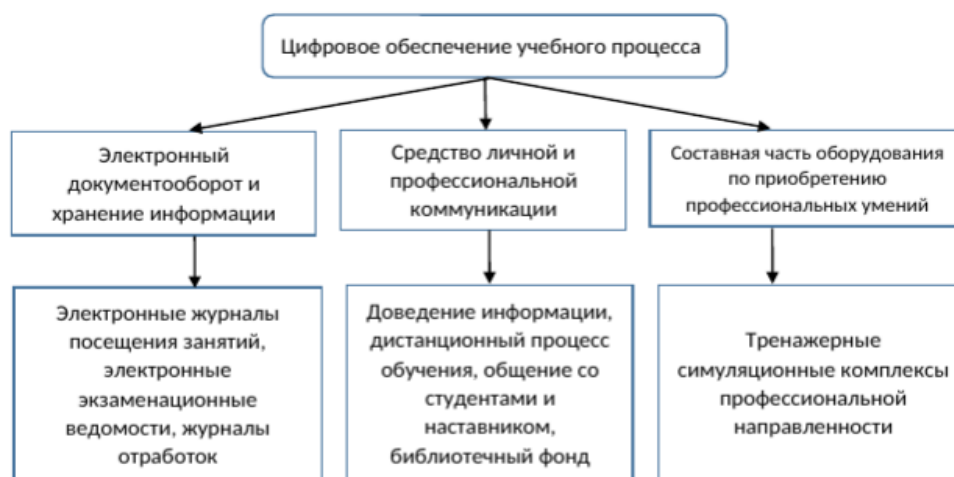 Цифровое обеспечение учебного процесса
Электронный
документооборот и
хранение информации
Средство личной и
профессиональной
коммуникации
Составная часть оборудования
по приобретению
профессиональных умений
Электронные журналы
посещения занятий,
электронные
экзаменационные
ведомости, журналы
отработок
Доведение информации,
дистанционный процесс
обучения, общение со
студентами и
наставником,
библиотечный фонд
Тренажерные
симуляционные комплексы
профессиональной
направленности